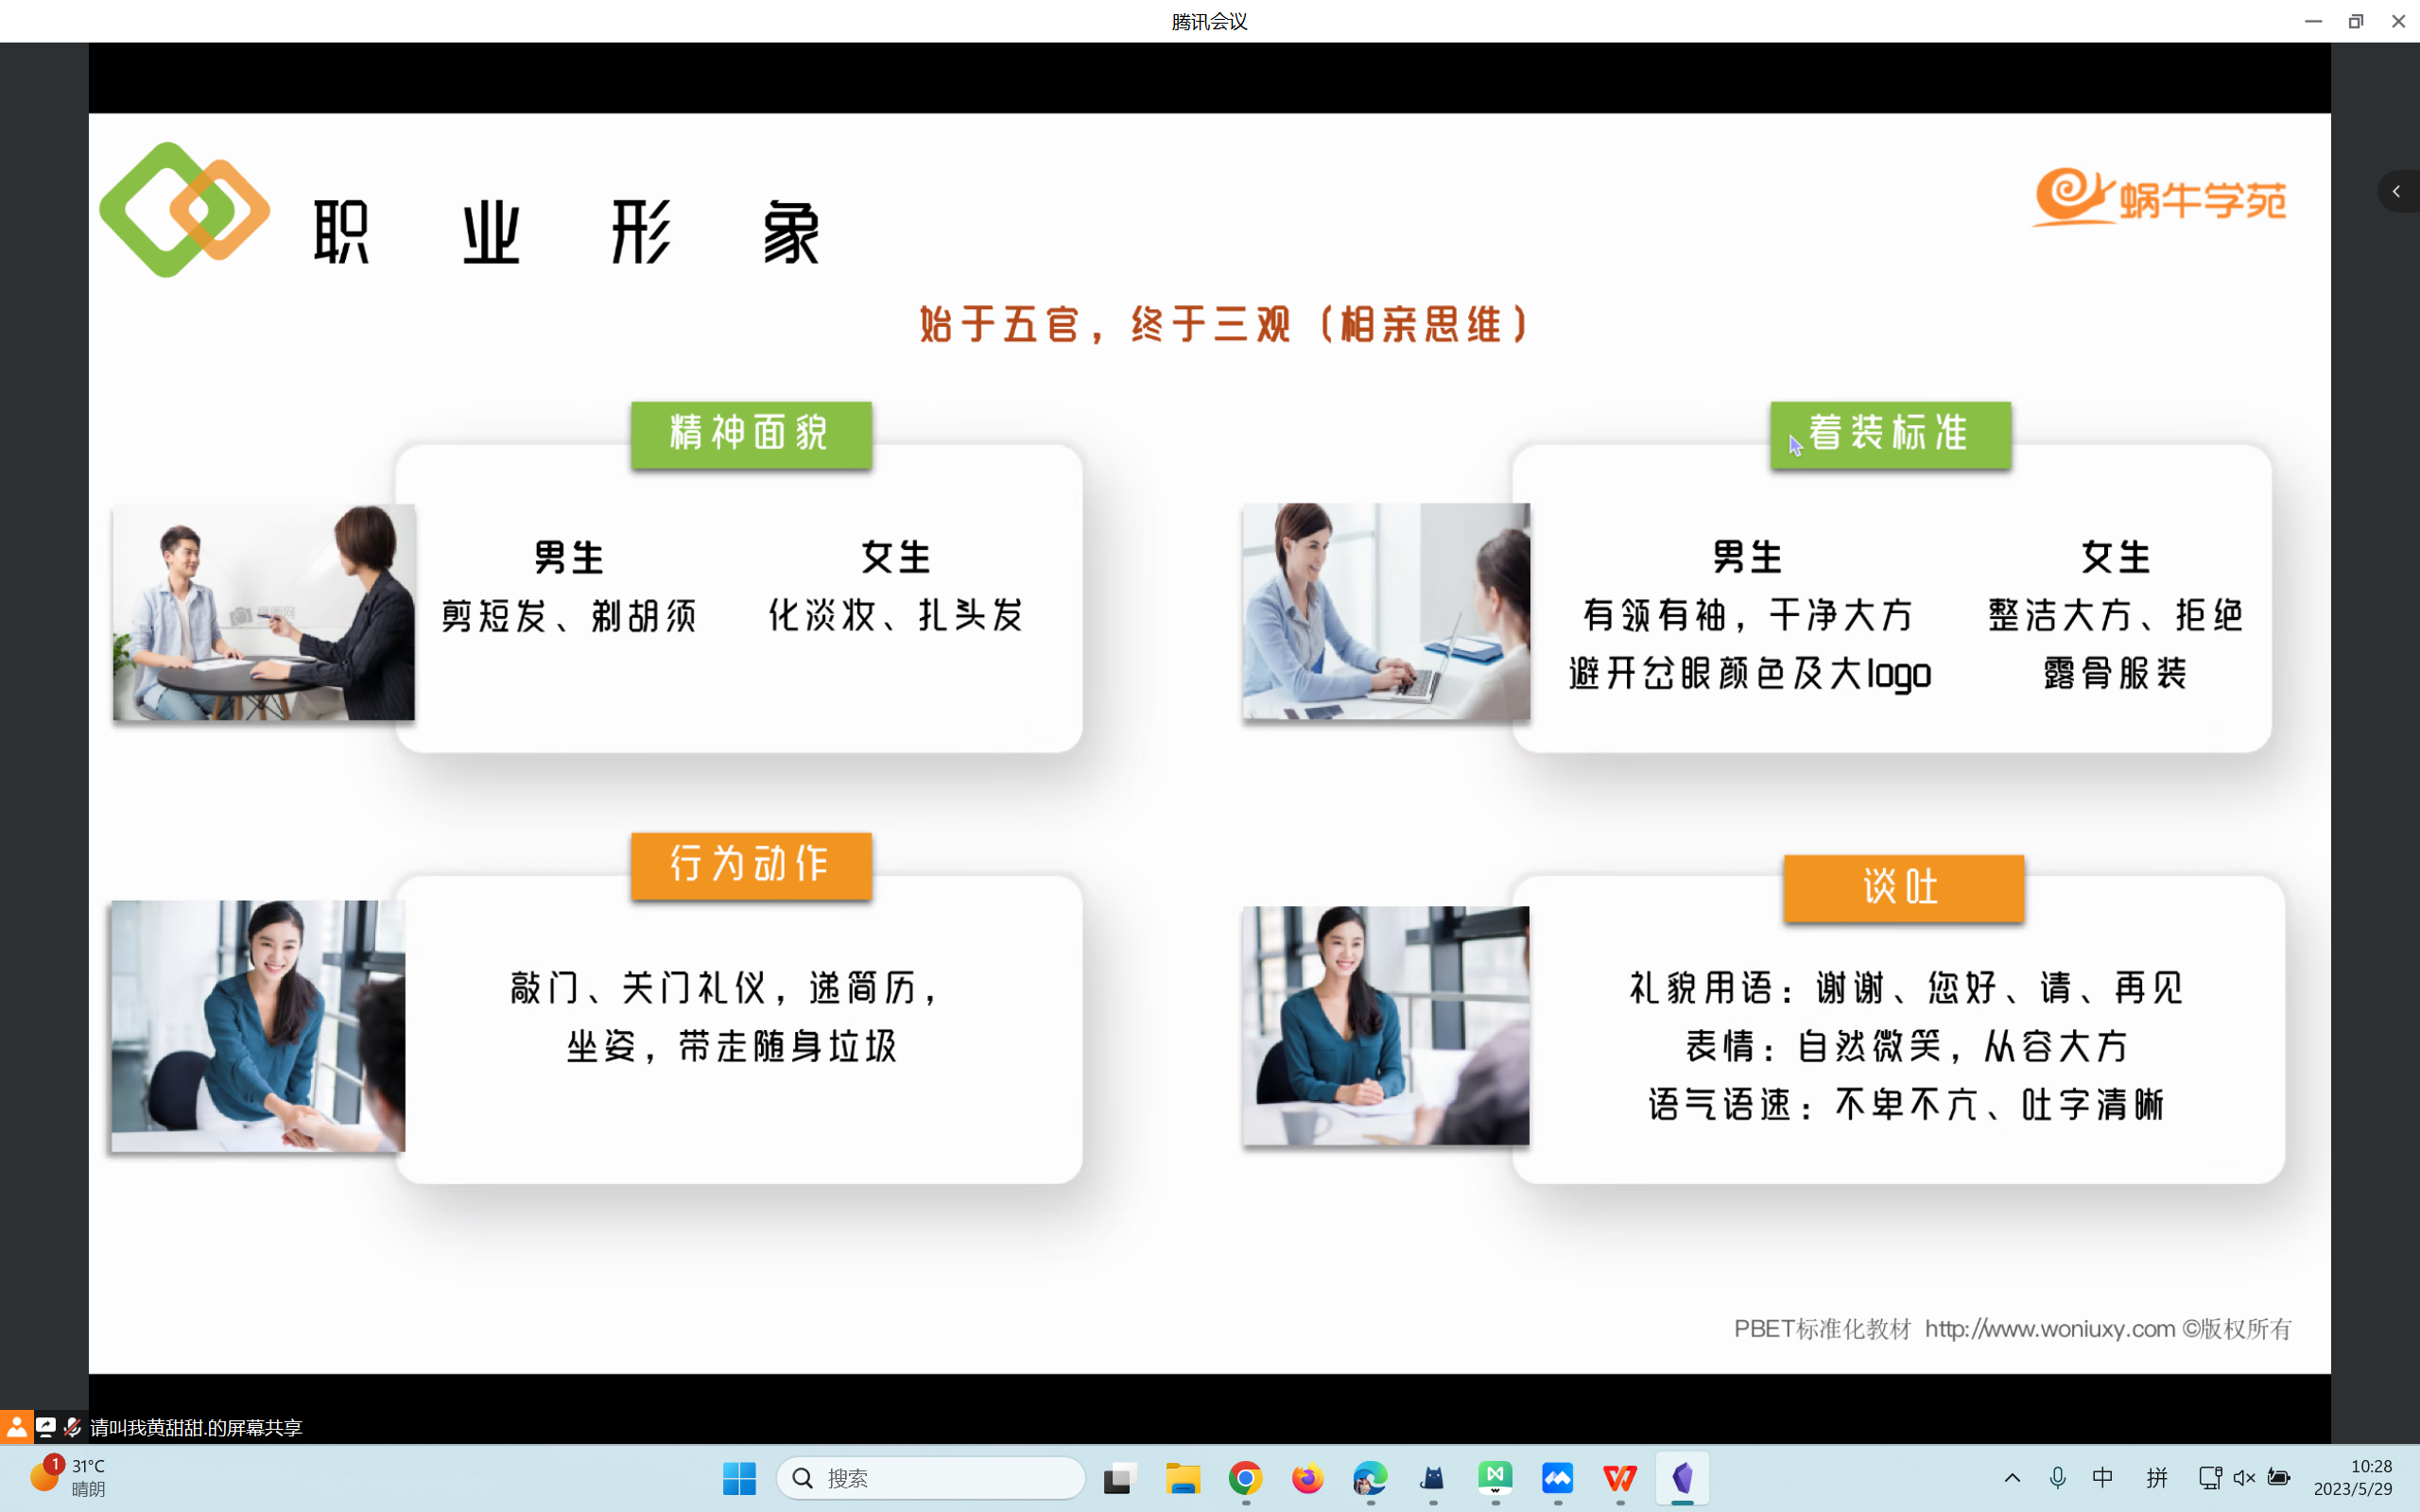 腾讯会议
职业形象
蜗牛学苑
始于五官，终于三观（相亲思维）
精神面貌
男生
剪短发、剃胡须
女生
化淡妆、扎头发
着装标准
男生
有领有袖，干净大方
避开岔眼颜色及大logo
女生
整洁大方、拒绝
露骨服装
行为动作
敲门、关门礼仪，递简历，
坐姿，带走随身垃圾
谈吐
礼貌用语：谢谢、您好、请、再见
表情：自然微笑，从容大方
语气语速：不卑不亢、吐字清晰
PBET标准化教材 http://www.woniuxy.com ©版权所有
请叫我黄甜甜.的屏幕共享
1
31°C
晴朗
搜索
中
拼
10:28
2023/5/29